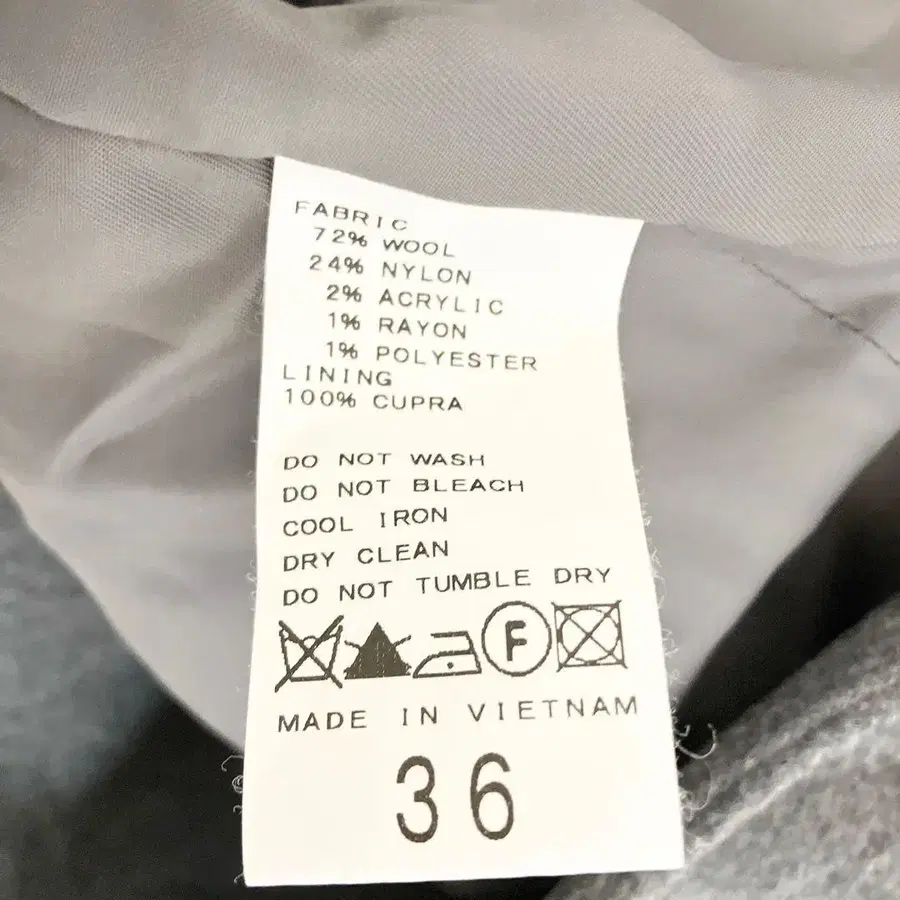 FABRIC
72% WOOL
24% NYLON
2% ACRYLIC
1% RAYON
1% POLYESTER
LINING
100% CUPRA
DO NOT WASH
DO NOT BLEACH
COOL IRON
DRY CLEAN
DO NOT TUMBLE DRY
F
MADE IN VIETNAM
36